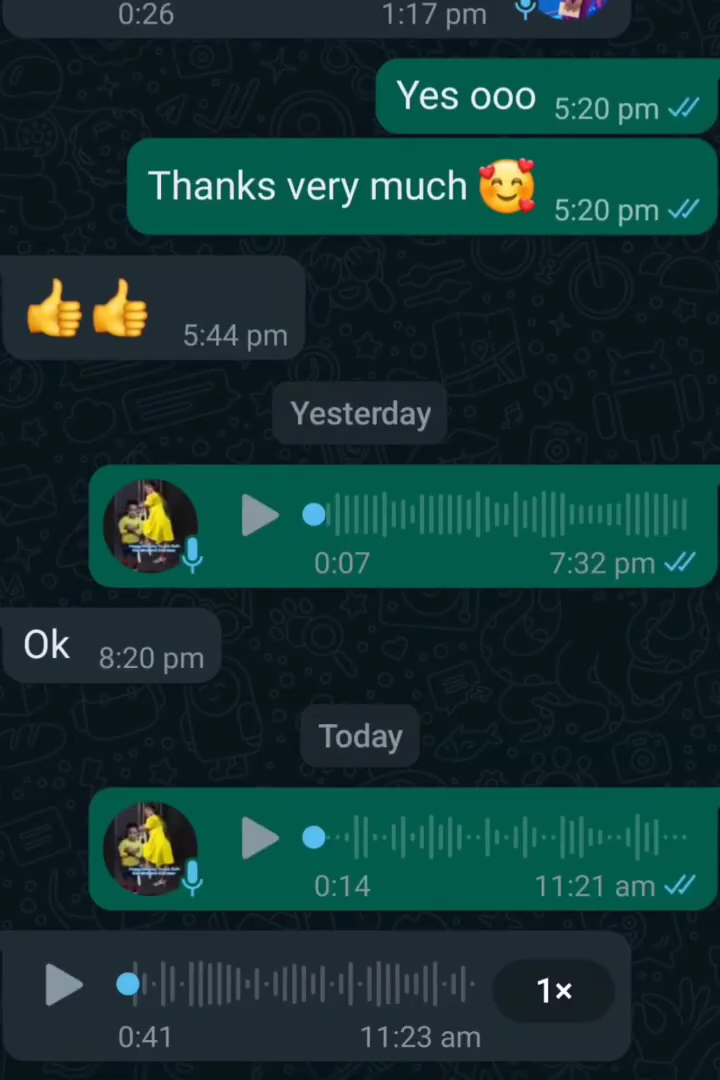 0:26 1:17 pm
Yes ooo 5:20 pm
Thanks very much 🥰 5:20 pm
👍👍 5:44 pm
Yesterday
0:07 7:32 pm
Ok 8:20 pm
Today
0:14 11:21 am
1×
0:41 11:23 am